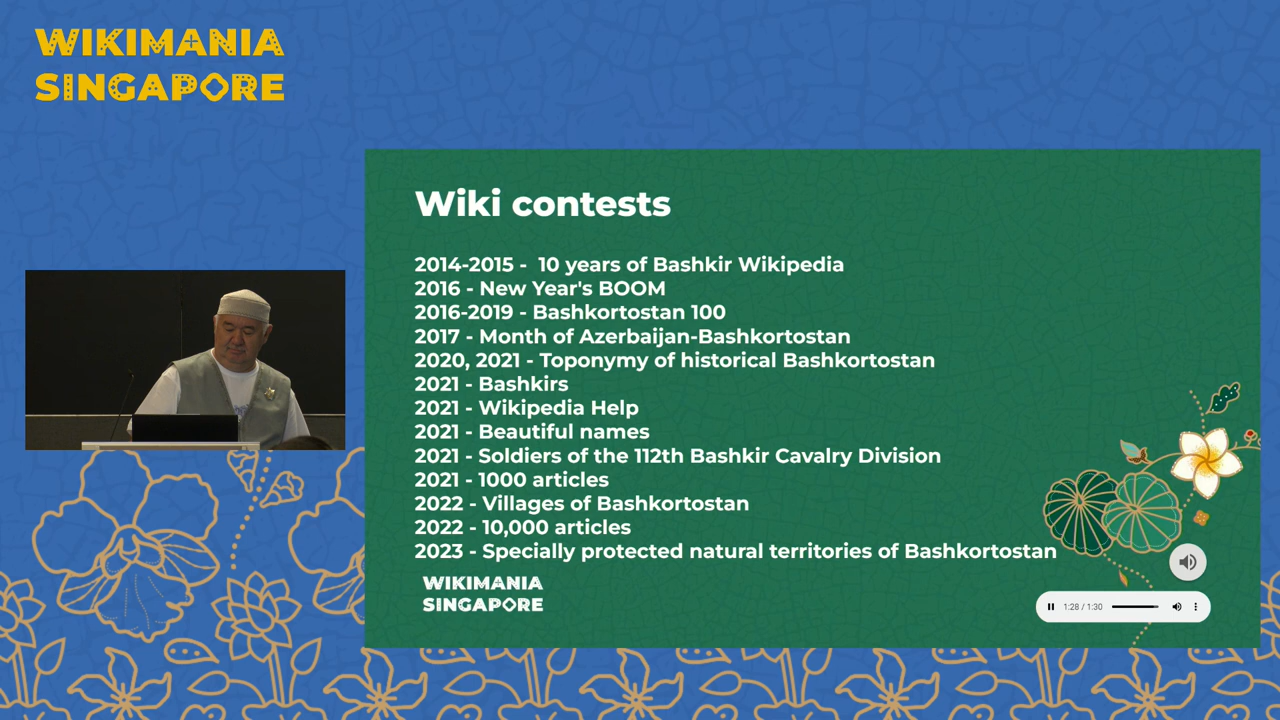 WIKIMANIA
SINGAPORE
Wiki contests
2014-2015 -  10 years of Bashkir Wikipedia
2016 - New Year's BOOM
2016-2019 - Bashkortostan 100
2017 - Month of Azerbaijan-Bashkortostan
2020, 2021 - Toponymy of historical Bashkortostan
2021 - Bashkirs
2021 - Wikipedia Help
2021 - Beautiful names
2021 - Soldiers of the 112th Bashkir Cavalry Division
2021 - 1000 articles
2022 - Villages of Bashkortostan
2022 - 10,000 articles
2023 - Specially protected natural territories of Bashkortostan
WIKIMANIA
SINGAPORE
1:28 / 1:30